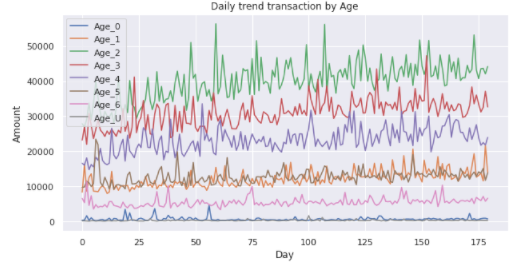 Daily trend transaction by Age
Age_0
Age_1
Age_2
Age_3
Age_4
Age_5
Age_6
Age_U
50000
40000
30000
20000
10000
0
Amount
0 25 50 75 100 125 150 175
Day